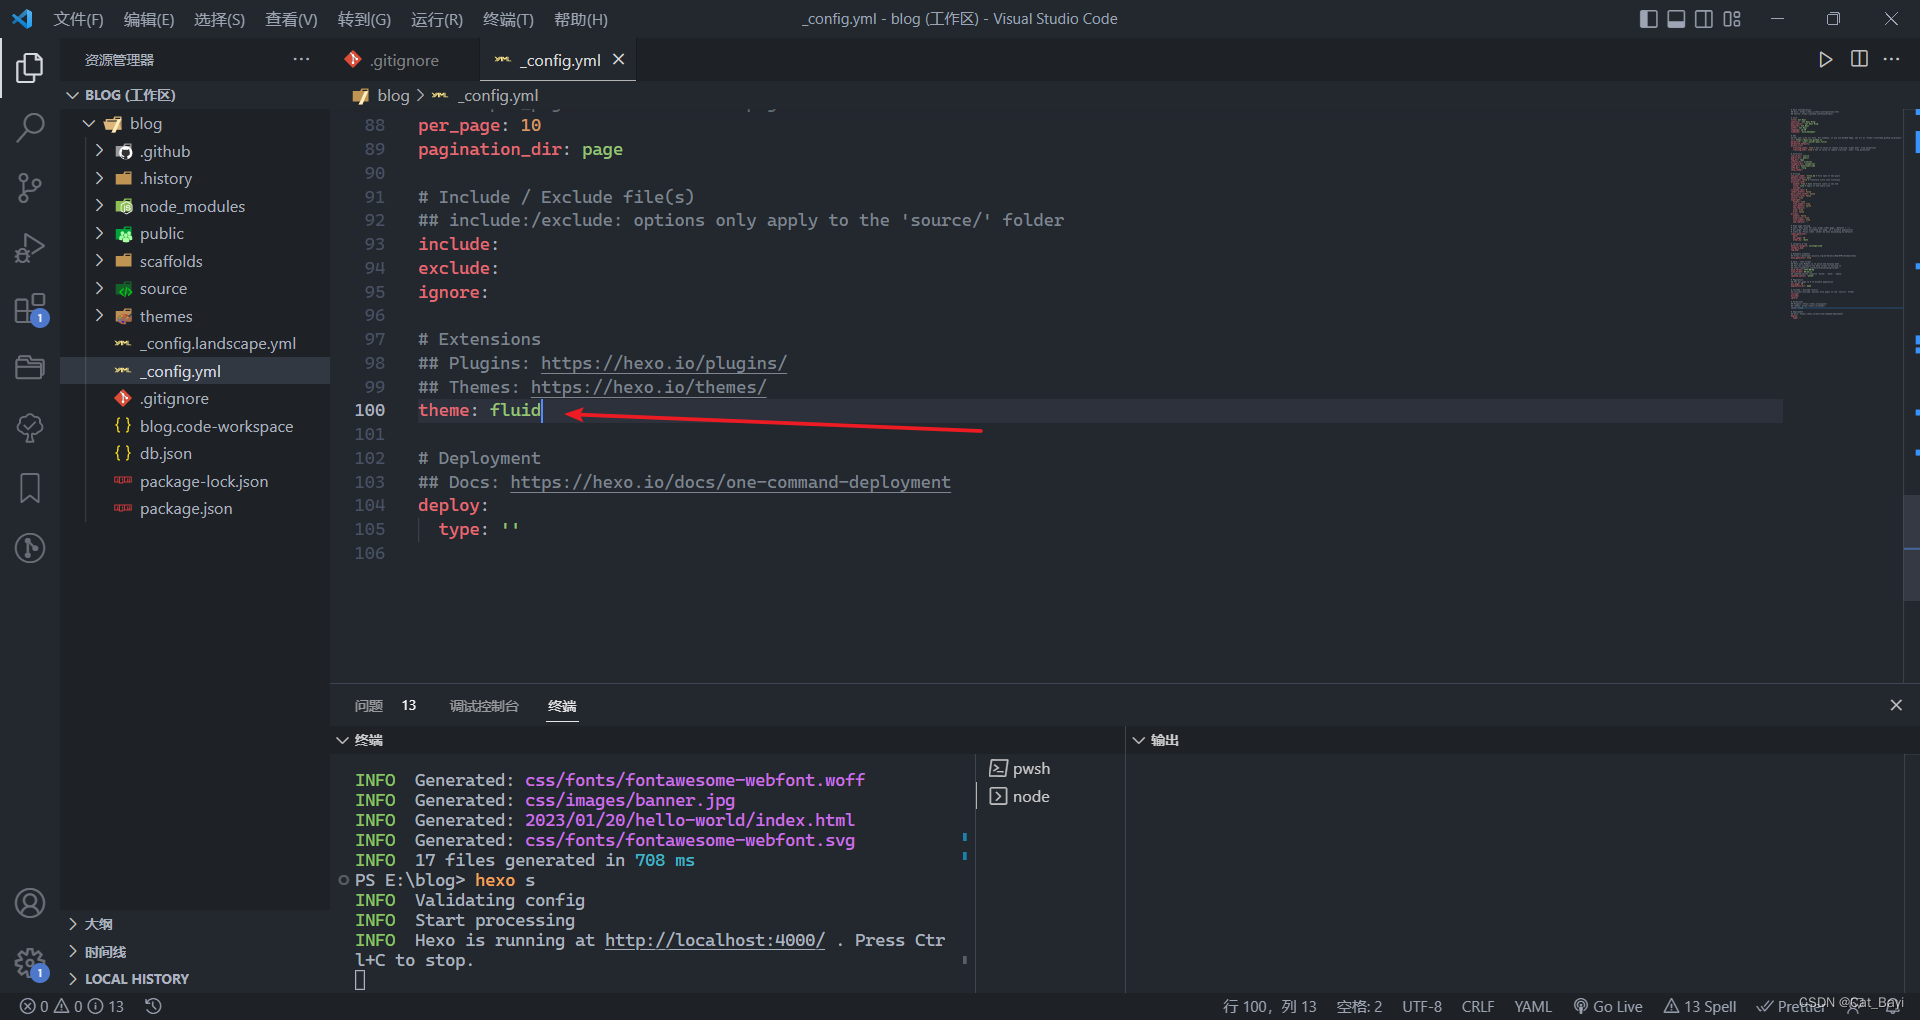 文件(F) 编辑(E) 选择(S) 查看(V) 转到(G) 运行(R) 终端(T) 帮助(H) _config.yml - blog (工作区) - Visual Studio Code
资源管理器
.gitignore _config.yml
BLOG (工作区)
blog
.github
.history
node_modules
public
scaffolds
source
themes
_config.landscape.yml
_config.yml
.gitignore
blog.code-workspace
db.json
package-lock.json
package.json
大纲
时间线
LOCAL HISTORY
1
1
blog _config.yml
88 per_page: 10
89 pagination_dir: page
90
91 # Include / Exclude file(s)
92 ## include:/exclude: options only apply to the 'source/' folder
93 include:
94 exclude:
95 ignore:
96
97 # Extensions
98 ## Plugins: https://hexo.io/plugins/
99 ## Themes: https://hexo.io/themes/
100 theme: fluid
101
102 # Deployment
103 ## Docs: https://hexo.io/docs/one-command-deployment
104 deploy:
105 type: ''
106
问题 13 调试控制台 终端
终端
INFO Generated: css/fonts/fontawesome-webfont.woff
INFO Generated: css/images/banner.jpg
INFO Generated: 2023/01/20/hello-world/index.html
INFO Generated: css/fonts/fontawesome-webfont.svg
INFO 17 files generated in 708 ms
PS E:\blog> hexo s
INFO Validating config
INFO Start processing
INFO Hexo is running at http://localhost:4000/ . Press Ctr
l+C to stop.
pwsh
node
输出
0 0 13
行 100，列 13 空格: 2 UTF-8 CRLF YAML Go Live 13 Spell Prettier
CSDN @Cat_Bayi